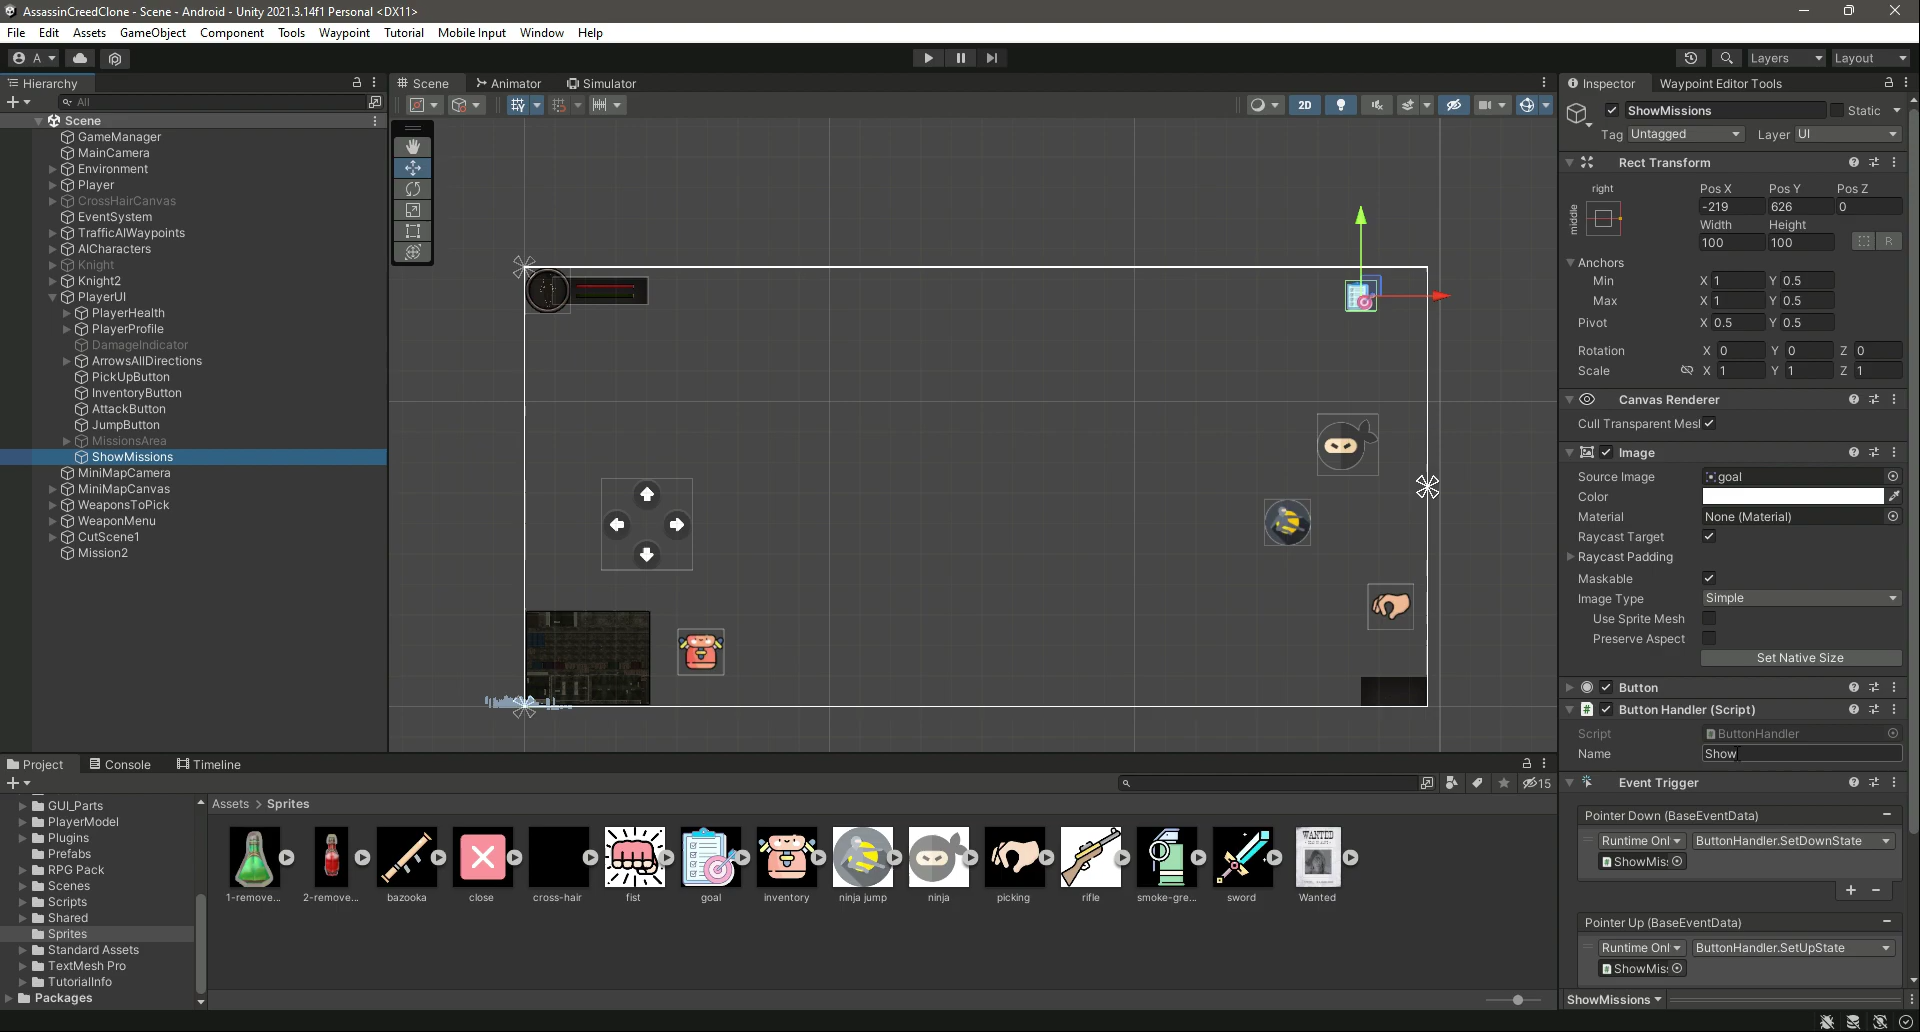 AssassinCreedClone - Scene - Android - Unity 2021.3.14f1 Personal <DX11>
File Edit Assets GameObject Component Tools Waypoint Tutorial Mobile Input Window Help
A Layers Layout
Hierarchy
All
Scene
GameManager
MainCamera
Environment
Player
CrossHairCanvas
EventSystem
TrafficAIWaypoints
AICharacters
Knight
Knight2
PlayerUI
PlayerHealth
PlayerProfile
DamageIndicator
ArrowsAllDirections
PickUpButton
InventoryButton
AttackButton
JumpButton
MissionsArea
ShowMissions
MiniMapCamera
MiniMapCanvas
WeaponsToPick
WeaponMenu
CutScene1
Mission2
Scene Animator Simulator
2D
Inspector Waypoint Editor Tools
ShowMissions Static
Tag Untagged Layer UI
Rect Transform
right
middle
Pos X Pos Y Pos Z
-219 626 0
Width Height
100 100
R
Anchors
Min X 1 Y 0.5
Max X 1 Y 0.5
Pivot X 0.5 Y 0.5
Rotation X 0 Y 0 Z 0
Scale X 1 Y 1 Z 1
Canvas Renderer
Cull Transparent Mesl
Image
Source Image goal
Color
Material None (Material)
Raycast Target
Raycast Padding
Maskable
Image Type Simple
Use Sprite Mesh
Preserve Aspect
Set Native Size
Button
Button Handler (Script)
Script ButtonHandler
Name Show
Event Trigger
Pointer Down (BaseEventData)
Runtime Onl ButtonHandler.SetDownState
ShowMis:
Pointer Up (BaseEventData)
Runtime Onl ButtonHandler.SetUpState
ShowMis:
ShowMissions
Project Console Timeline
15
GUI_Parts
PlayerModel
Plugins
Prefabs
RPG Pack
Scenes
Scripts
Shared
Sprites
Standard Assets
TextMesh Pro
TutorialInfo
Packages
Assets > Sprites
WANTED
1-remove... 2-remove... bazooka close cross-hair fist goal inventory ninja jump ninja picking rifle smoke-gre... sword Wanted